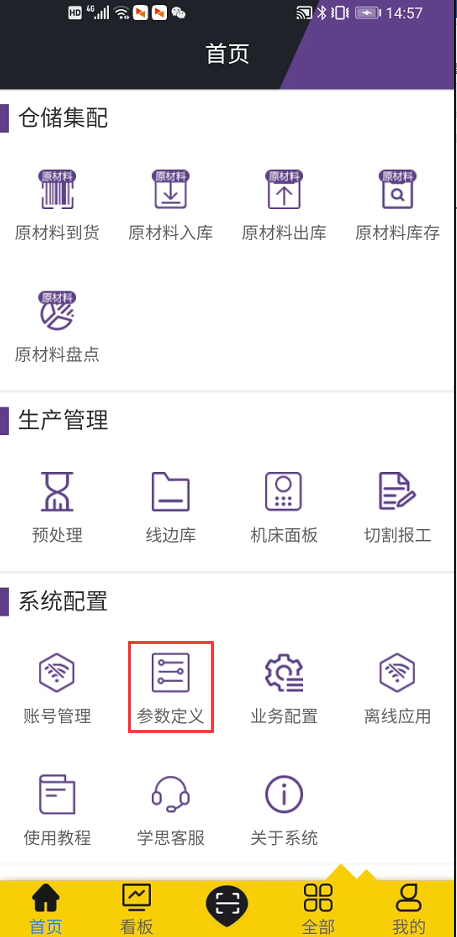 HD 4G 14:57
首页
仓储集配
原材料 原材料 原材料 原材料
原材料到货 原材料入库 原材料出库 原材料库存
原材料
原材料盘点
生产管理
预处理 线边库 机床面板 切割报工
系统配置
账号管理 参数定义 业务配置 离线应用
使用教程 学思客服 关于系统
首页 看板 全部 我的